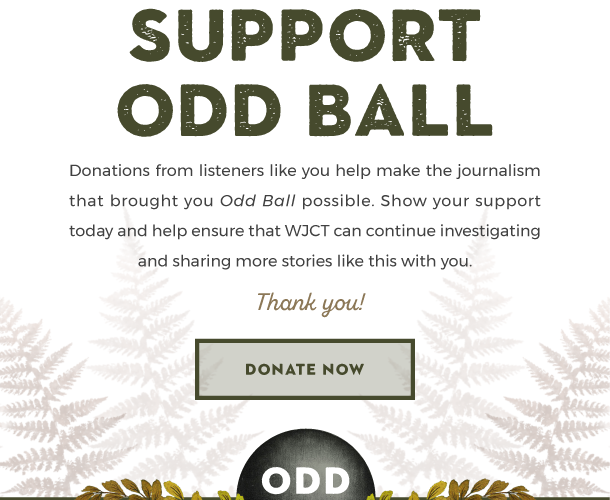 SUPPORT
ODD BALL
Donations from listeners like you help make the journalism
that brought you Odd Ball possible. Show your support
today and help ensure that WJCT can continue investigating
and sharing more stories like this with you.
Thank you!
DONATE NOW
ODD